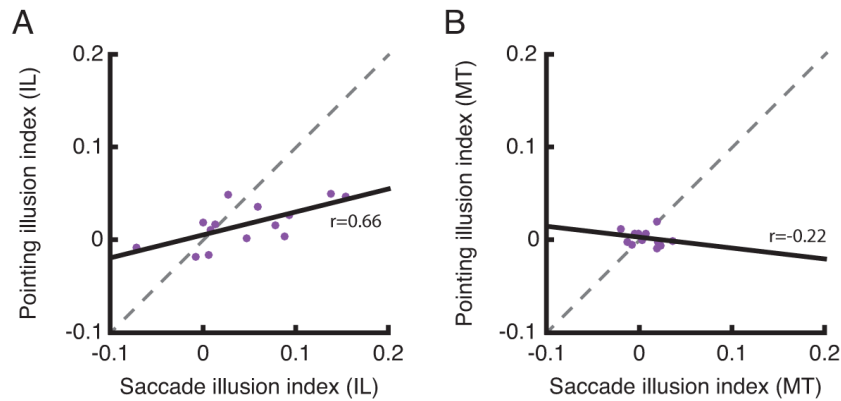 A
B
0.2
0.1
0
-0.1
Pointing illusion index (IL)
r=0.66
-0.1
0
0.1
0.2
Saccade illusion index (IL)
0.2
0.1
0
-0.1
Pointing illusion index (MT)
r=-0.22
-0.1
0
0.1
0.2
Saccade illusion index (MT)